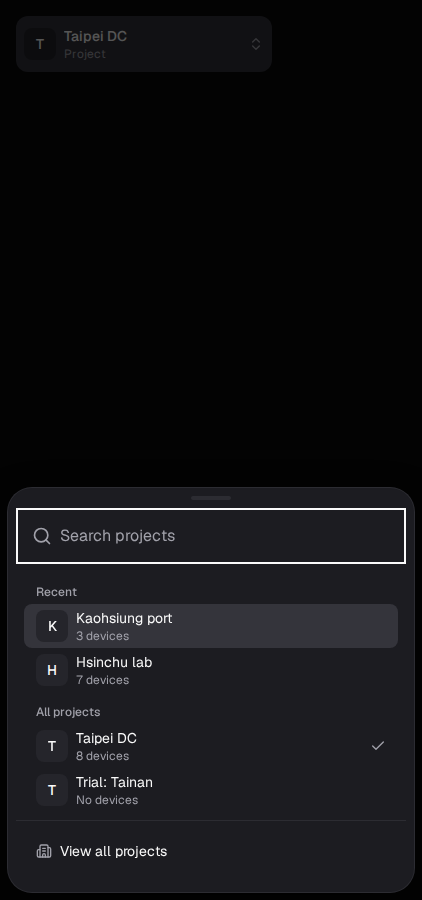 T
Taipei DC
Project
Search projects
Recent
K
Kaohsiung port
3 devices
H
Hsinchu lab
7 devices
All projects
T
Taipei DC
8 devices
T
Trial: Tainan
No devices
View all projects